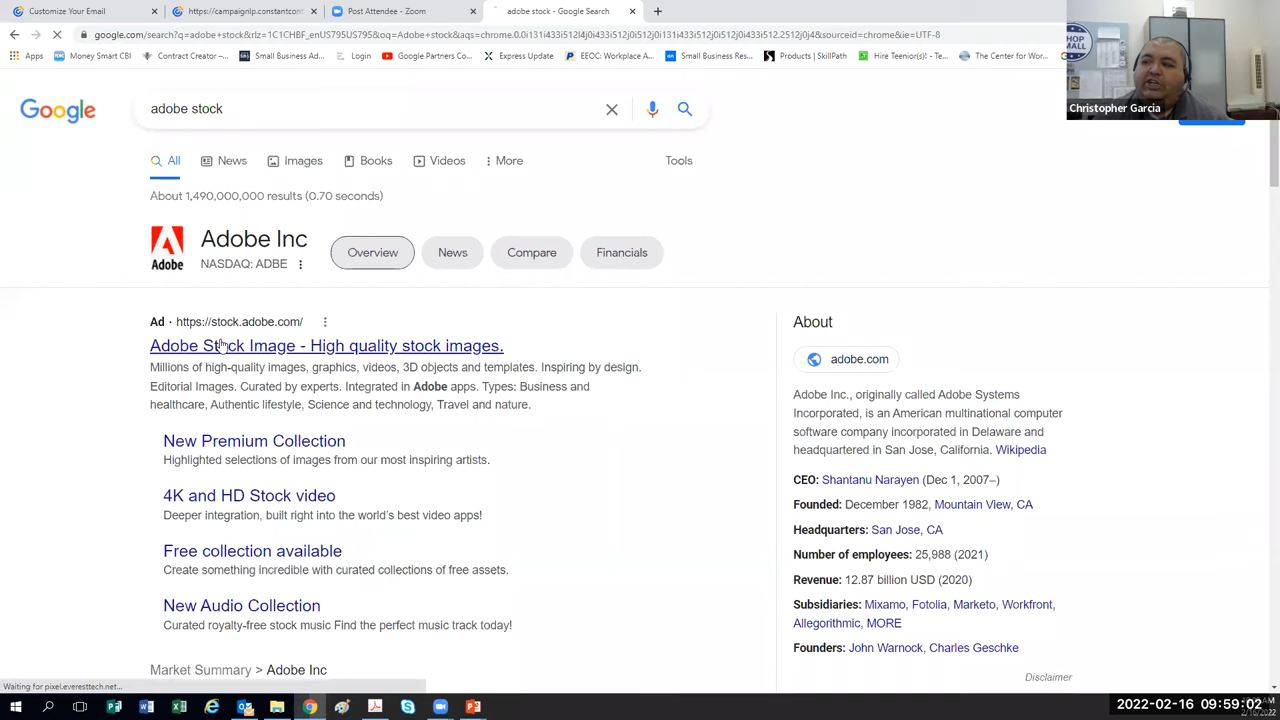 Customize Your Email
https://campaignlp.constantcont
Post Attendee - Zoom
adobe stock - Google Search
google.com/search?q=adobe+stock&rlz=1C1CHBF_enUS795US795&oq=Adobe+stock&aqs=chrome.0.0i131i433i512l4j0i433i512j0i512j0i131i433i512j0i433i512.2512j0j4&sourceid=chrome&ie=UTF-8
Apps
Money Smart CBI
Contract Creator –...
Small Business Ad...
Login
Google Partners Co...
Express Update
EEOC: Workplace A...
Small Business Res...
Products | SkillPath
Hire Teenior(s)! - Te...
The Center for Wor...
HOP
MALL
Christopher Garcia
Google
adobe stock
All
News
Images
Books
Videos
More
Tools
About 1,490,000,000 results (0.70 seconds)
Adobe
Adobe Inc
NASDAQ: ADBE
Overview
News
Compare
Financials
Ad · https://stock.adobe.com/
Adobe Stock Image - High quality stock images.
Millions of high-quality images, graphics, videos, 3D objects and templates. Inspiring by design.
Editorial Images. Curated by experts. Integrated in Adobe apps. Types: Business and
healthcare, Authentic lifestyle, Science and technology, Travel and nature.
New Premium Collection
Highlighted selections of images from our most inspiring artists.
4K and HD Stock video
Deeper integration, built right into the world's best video apps!
Free collection available
Create something incredible with curated collections of free assets.
New Audio Collection
Curated royalty-free stock music Find the perfect music track today!
Market Summary > Adobe Inc
About
adobe.com
Adobe Inc., originally called Adobe Systems
Incorporated, is an American multinational computer
software company incorporated in Delaware and
headquartered in San Jose, California. Wikipedia
CEO: Shantanu Narayen (Dec 1, 2007–)
Founded: December 1982, Mountain View, CA
Headquarters: San Jose, CA
Number of employees: 25,988 (2021)
Revenue: 12.87 billion USD (2020)
Subsidiaries: Mixamo, Fotolia, Marketo, Workfront,
Allegorithmic, MORE
Founders: John Warnock, Charles Geschke
Disclaimer
Waiting for pixel.everesttech.net...
2022-02-16 09:59:02